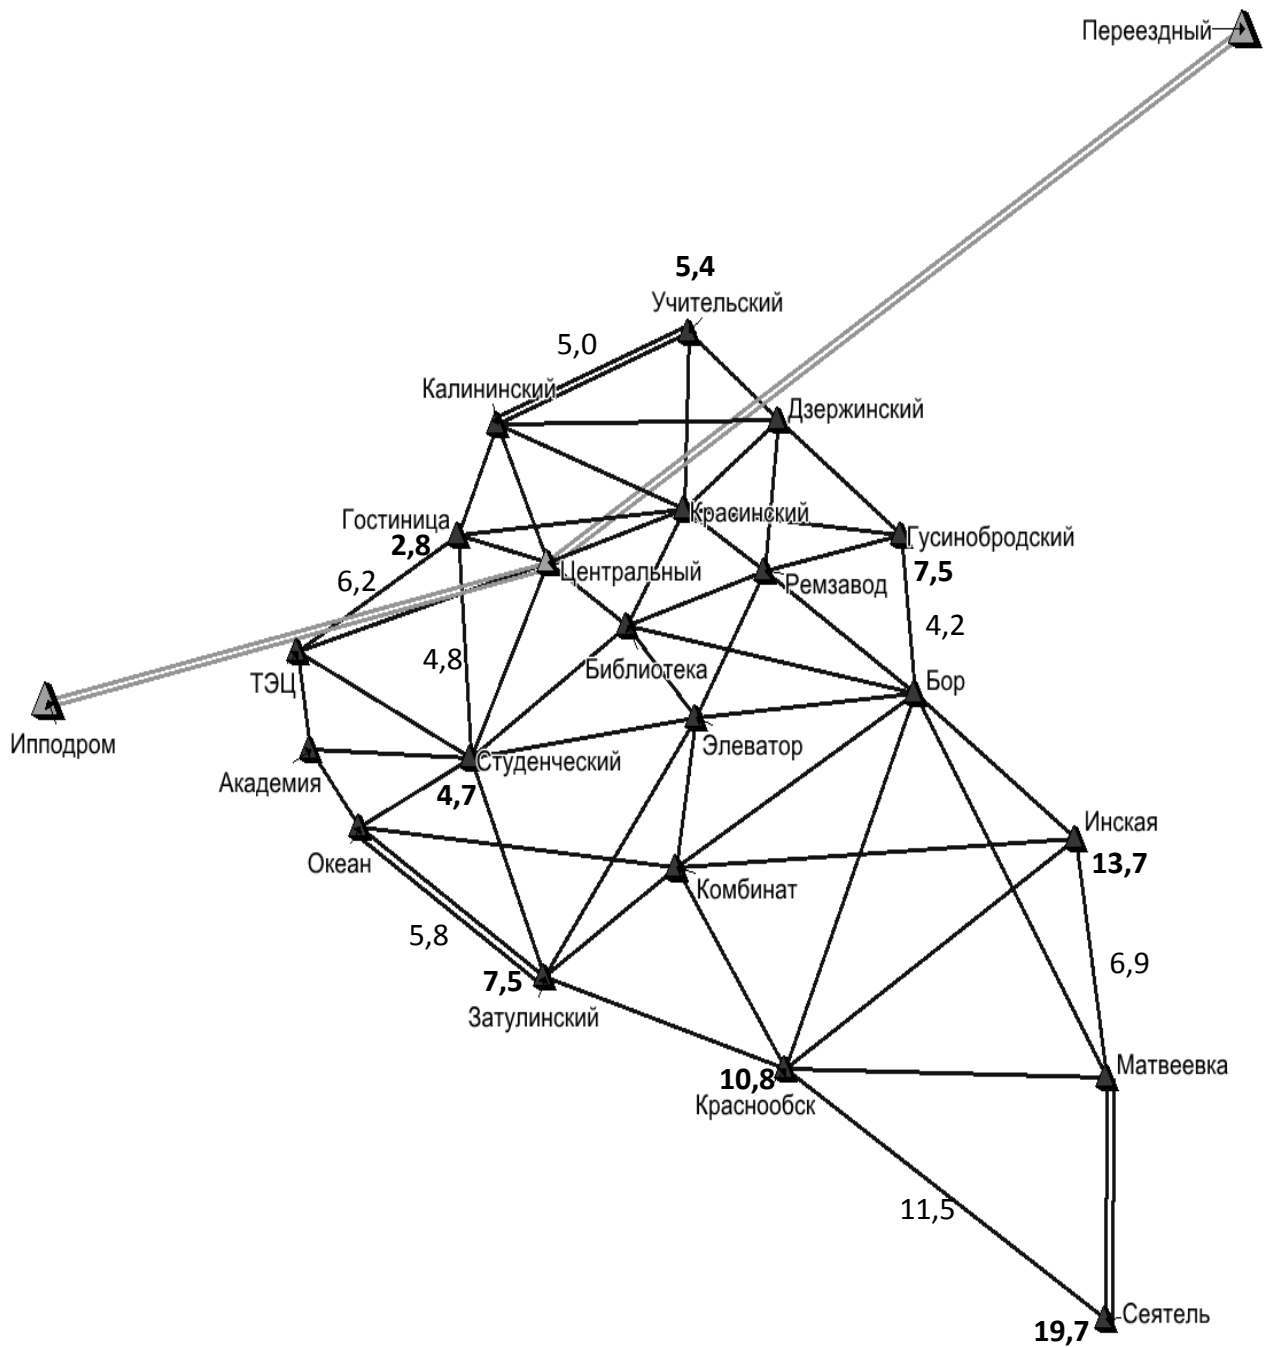 Переездный
5,4
Учительский
5,0
Калининский
Дзержинский
Гостиница
2,8
Красинский
Гусинобродский
7,5
6,2
Центральный
Ремзавод
4,2
4,8
Библиотека
ТЭЦ
Бор
Ипподром
Элеватор
Академия
Студенческий
4,7
Инская
13,7
Океан
Комбинат
5,8
6,9
7,5
Затулинский
10,8
Краснообск
Матвеевка
11,5
Сеятель
19,7